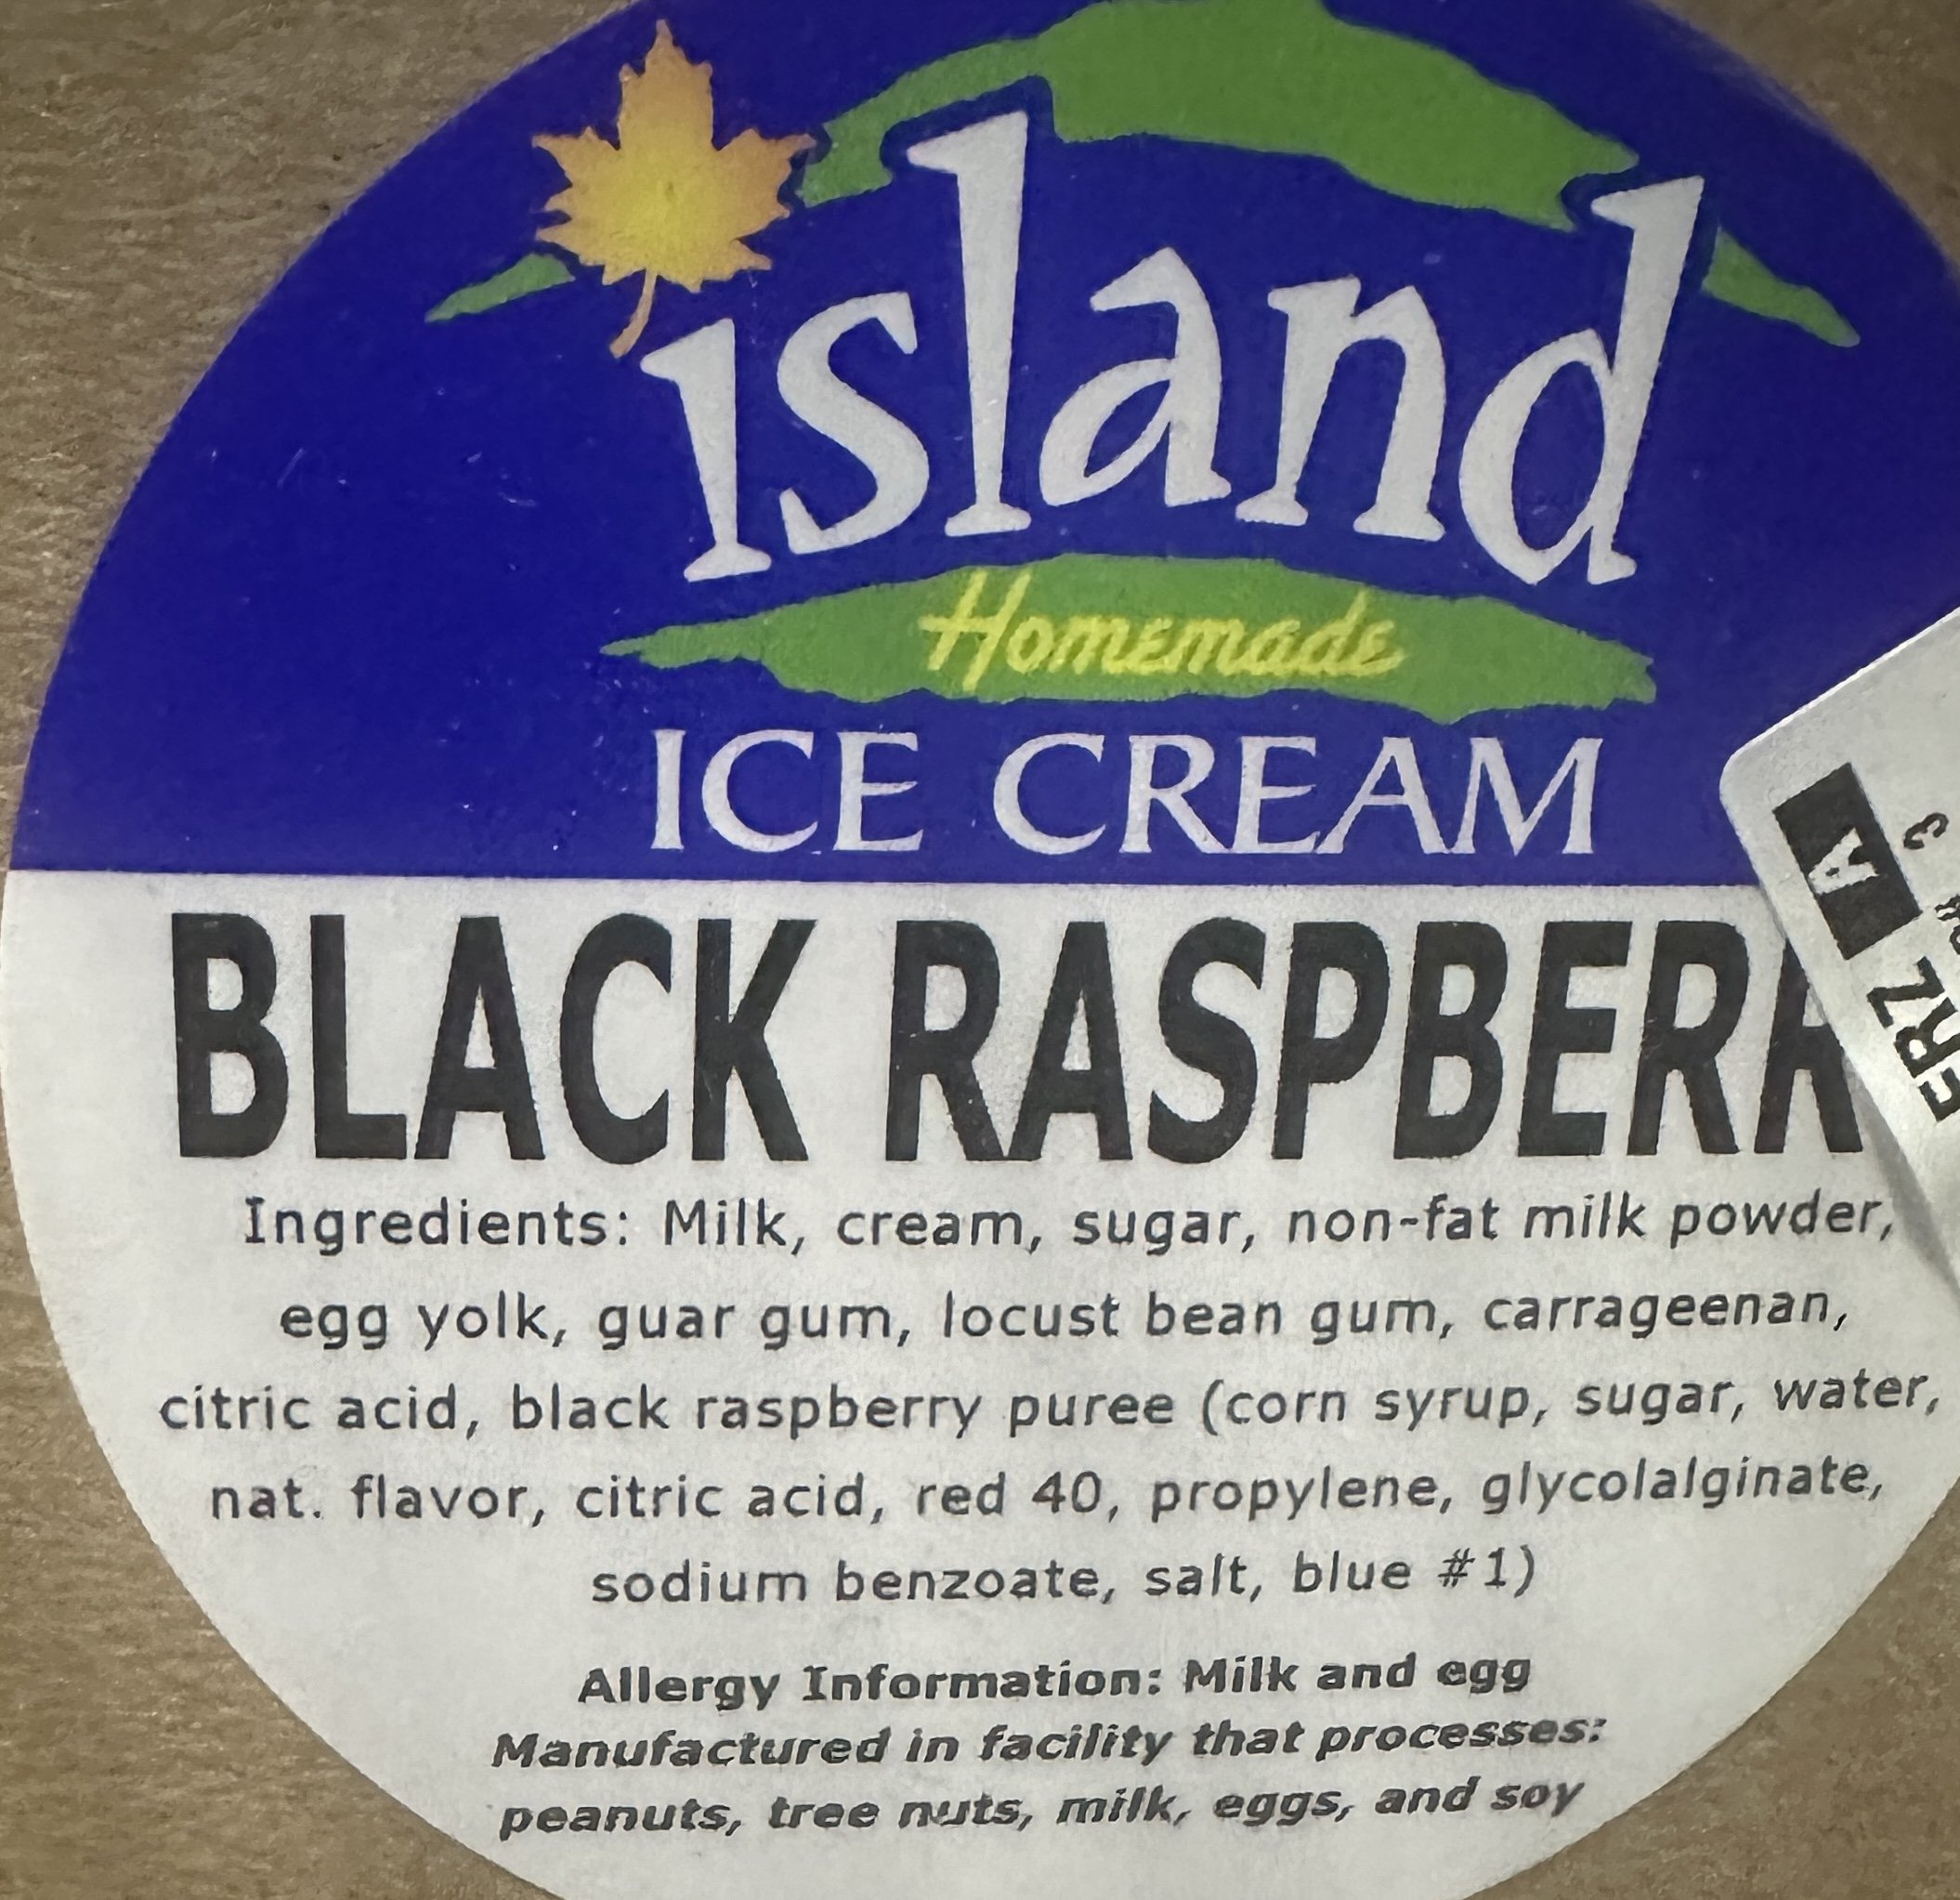 island
Homemade
ICE CREAM
BLACK RASPBERR
Ingredients: Milk, cream, sugar, non-fat milk powder,
egg yolk, guar gum, locust bean gum, carrageenan,
citric acid, black raspberry puree (corn syrup, sugar, water,
nat. flavor, citric acid, red 40, propylene, glycolalginate,
sodium benzoate, salt, blue #1)
Allergy Information: Milk and egg
Manufactured in facility that processes:
peanuts, tree nuts, milk, eggs, and soy
A
3
FRZ